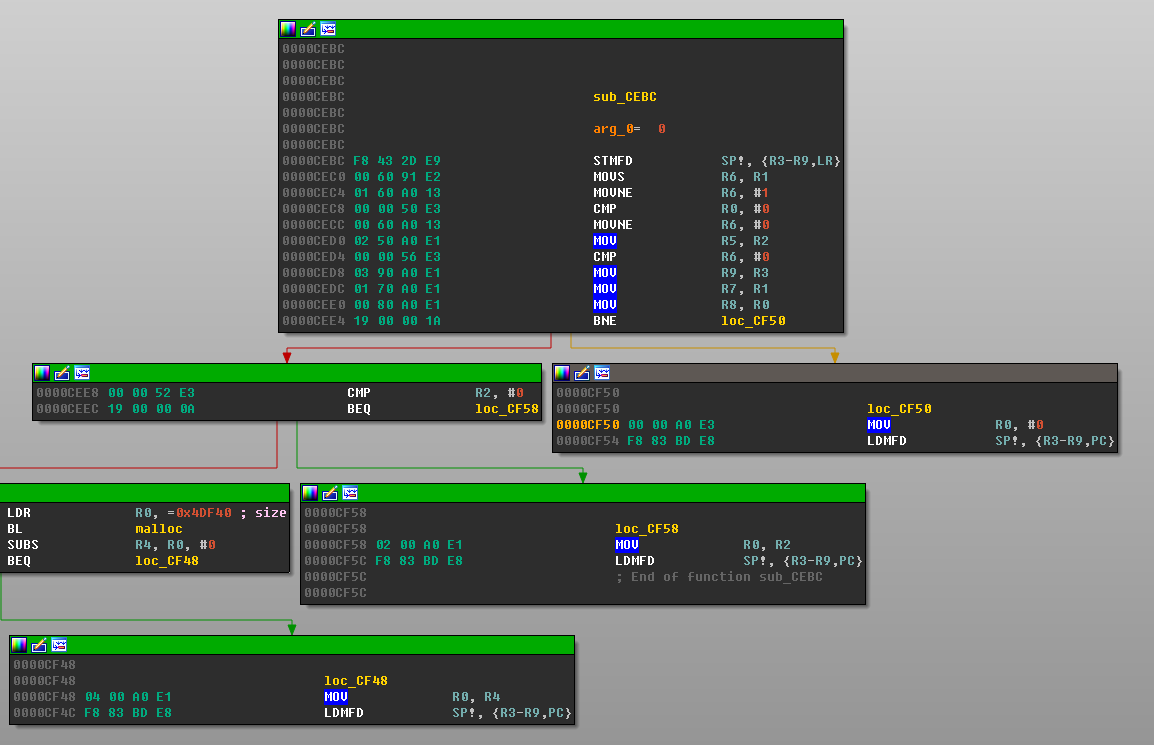 0000CEBC
0000CEBC
0000CEBC
0000CEBC sub_CEBC
0000CEBC
0000CEBC arg_0= 0
0000CEBC
0000CEBC F8 43 2D E9 STMFD SP!, {R3-R9,LR}
0000CEC0 00 60 91 E2 MOVS R6, R1
0000CEC4 01 60 A0 13 MOVNE R6, #1
0000CEC8 00 00 50 E3 CMP R0, #0
0000CECC 00 60 A0 13 MOVNE R6, #0
0000CED0 02 50 A0 E1 MOV R5, R2
0000CED4 00 00 56 E3 CMP R6, #0
0000CED8 03 90 A0 E1 MOV R9, R3
0000CEDC 01 70 A0 E1 MOV R7, R1
0000CEE0 00 80 A0 E1 MOV R8, R0
0000CEE4 19 00 00 1A BNE loc_CF50
0000CEE8 00 00 52 E3 CMP R2, #0
0000CEEC 19 00 00 0A BEQ loc_CF58
0000CF50
0000CF50 loc_CF50
0000CF50 00 00 A0 E3 MOV R0, #0
0000CF54 F8 83 BD E8 LDMFD SP!, {R3-R9,PC}
LDR R0, =0x4DF40 ; size
BL malloc
SUBS R4, R0, #0
BEQ loc_CF48
0000CF58
0000CF58 loc_CF58
0000CF58 02 00 A0 E1 MOV R0, R2
0000CF5C F8 83 BD E8 LDMFD SP!, {R3-R9,PC}
0000CF5C ; End of function sub_CEBC
0000CF5C
0000CF48
0000CF48 loc_CF48
0000CF48 04 00 A0 E1 MOV R0, R4
0000CF4C F8 83 BD E8 LDMFD SP!, {R3-R9,PC}